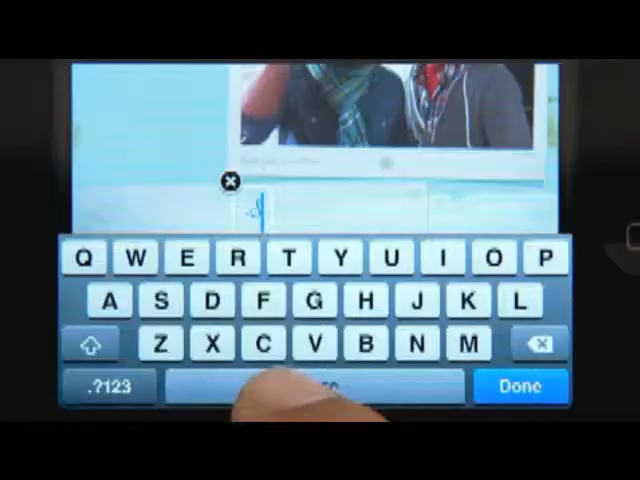 Q W E R T Y U I O P
A S D F G H J K L
Z X C V B N M
.?123 Done